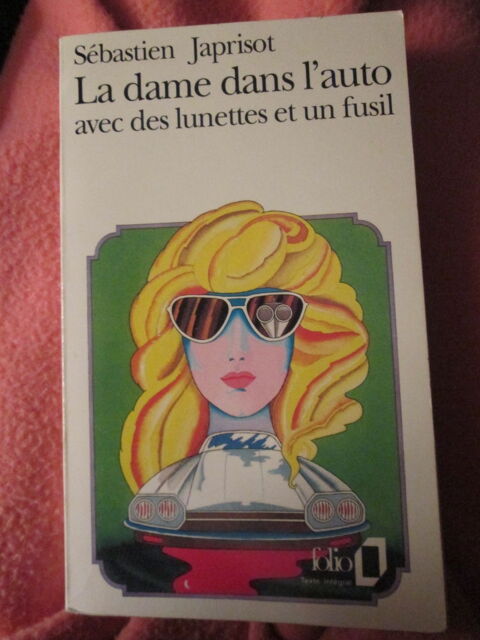 Sébastien Japrisot
La dame dans l'auto
avec des lunettes et un fusil
folio
Texte intégral